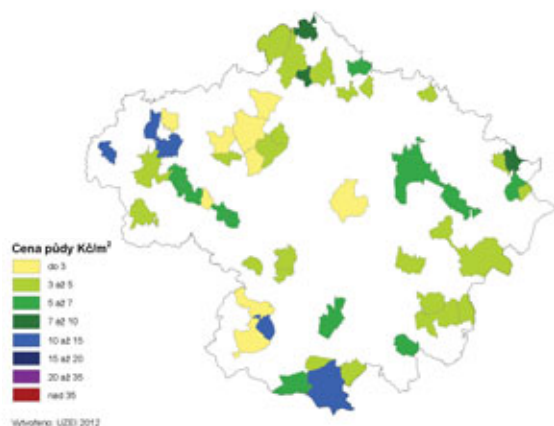 Cena půdy Kč/m²
do 3
3 až 5
5 až 7
7 až 10
10 až 15
15 až 20
20 až 35
nad 35
Vytvořeno: ÚZEI 2012